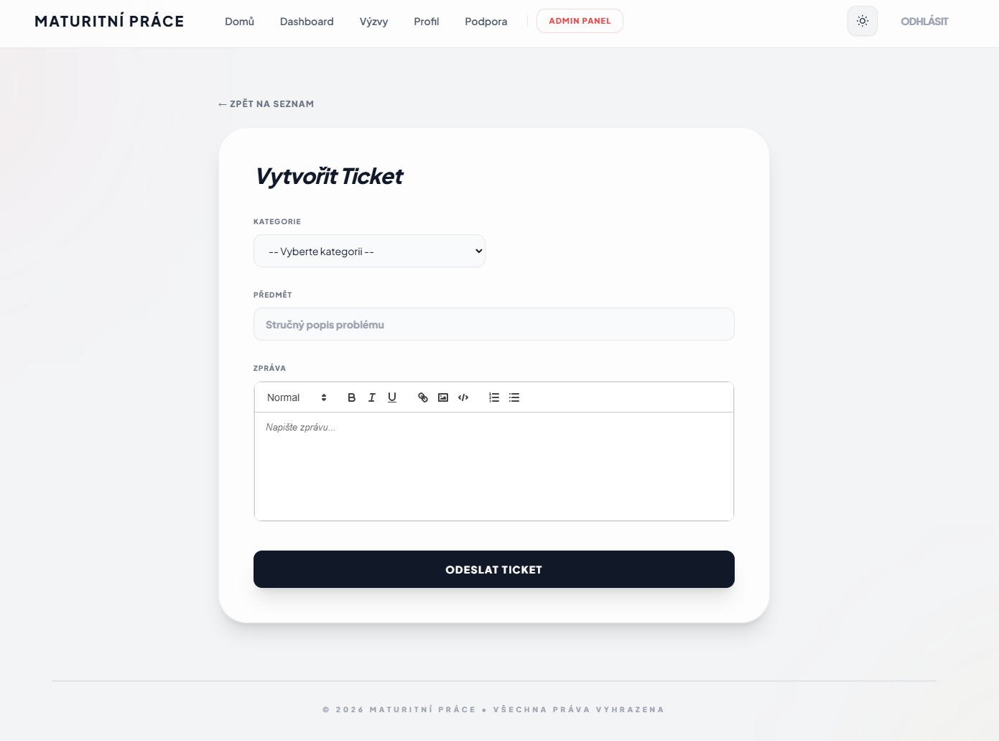 MATURITNÍ PRÁCE Domů Dashboard Výzvy Profil Podpora ADMIN PANEL ODHLÁSIT
← ZPĚT NA SEZNAM
Vytvořit Ticket
KATEGORIE
-- Vyberte kategorii --
PŘEDMĚT
Stručný popis problému
ZPRÁVA
Normal
Napište zprávu...
ODESLAT TICKET
© 2026 MATURITNÍ PRÁCE ● VŠECHNA PRÁVA VYHRAZENA